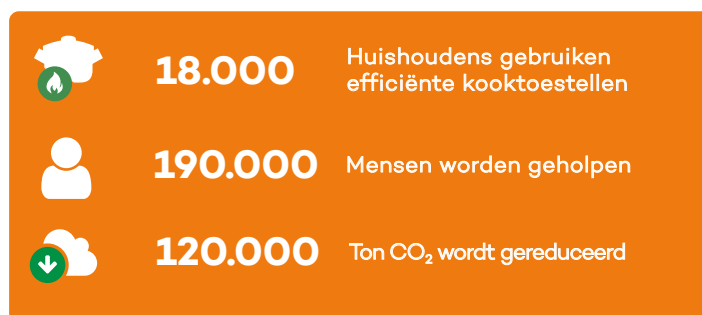 18.000
Huishoudens gebruiken
efficiënte kooktoestellen
190.000
Mensen worden geholpen
120.000
Ton CO₂ wordt gereduceerd